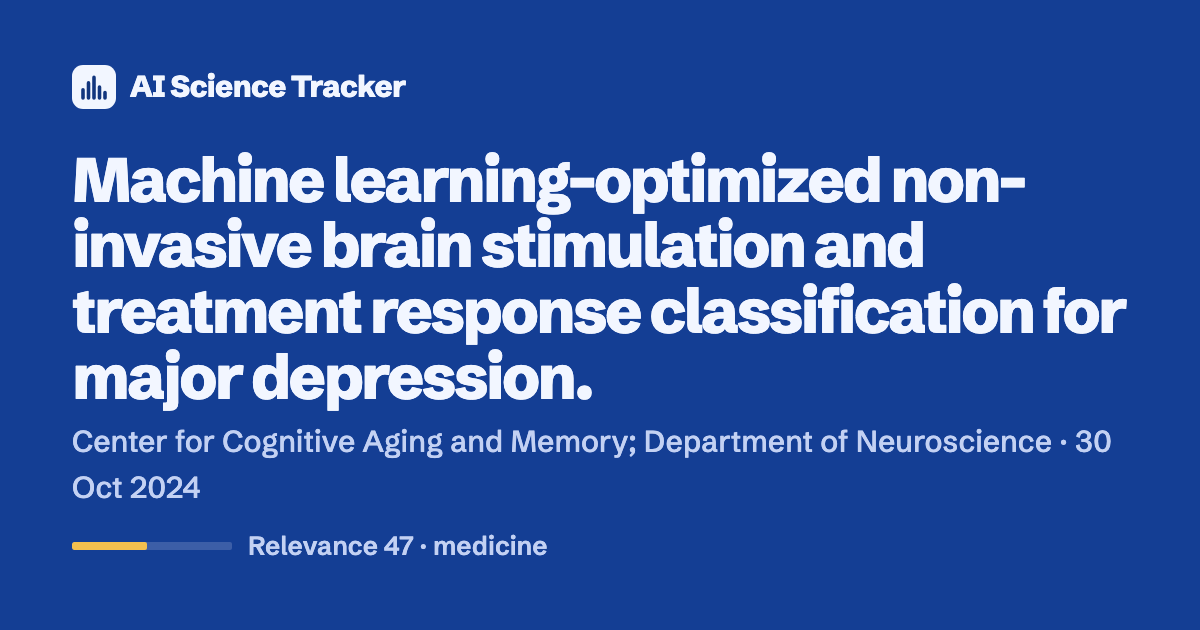 AI Science Tracker
Machine learning-optimized non-
invasive brain stimulation and
treatment response classification for
major depression.
Center for Cognitive Aging and Memory; Department of Neuroscience · 30
Oct 2024
Relevance 47 · medicine